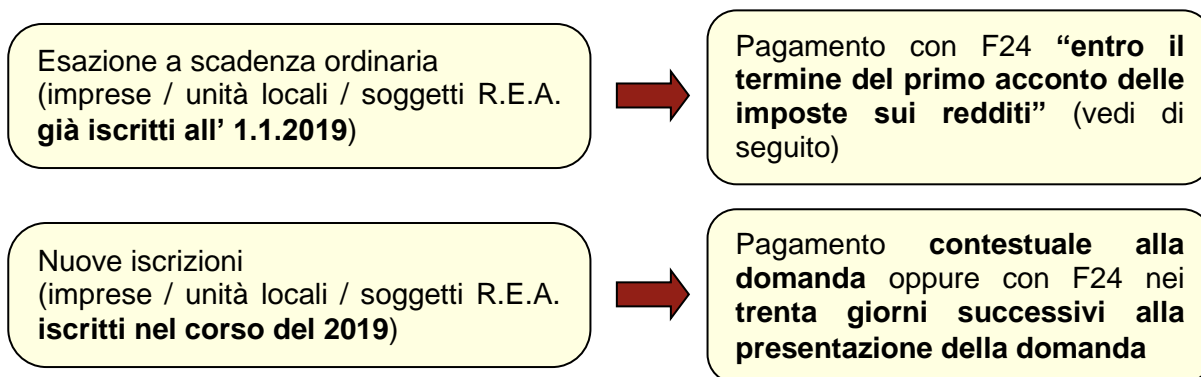 Esazione a scadenza ordinaria
(imprese / unità locali / soggetti R.E.A.
già iscritti all' 1.1.2019)
Pagamento con F24 “entro il
termine del primo acconto delle
imposte sui redditi” (vedi di
seguito)
Nuove iscrizioni
(imprese / unità locali / soggetti R.E.A.
iscritti nel corso del 2019)
Pagamento contestuale alla
domanda oppure con F24 nei
trenta giorni successivi alla
presentazione della domanda